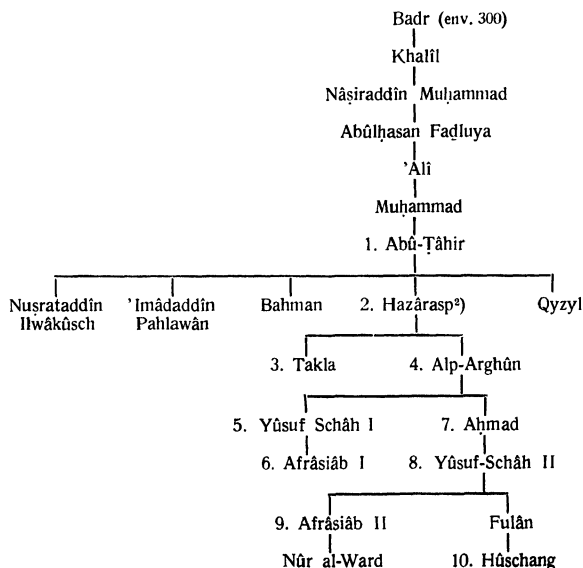 Badr (env. 300)
Khalîl
Nâṣiraddîn Muḥammad
Abûlḥasan Faḍluya
'Alî
Muḥammad
1. Abû-Ṭâhir
Nuṣrataddîn 'Imâdaddîn Bahman 2. Hazârasp²) Qyzyl
Ilwâkûsch Pahlawân
3. Takla 4. Alp-Arghûn
5. Yûsuf Schâh I 7. Aḥmad
6. Afrâsiâb I 8. Yûsuf-Schâh II
9. Afrâsiâb II Fulân
Nûr al-Ward 10. Hûschang